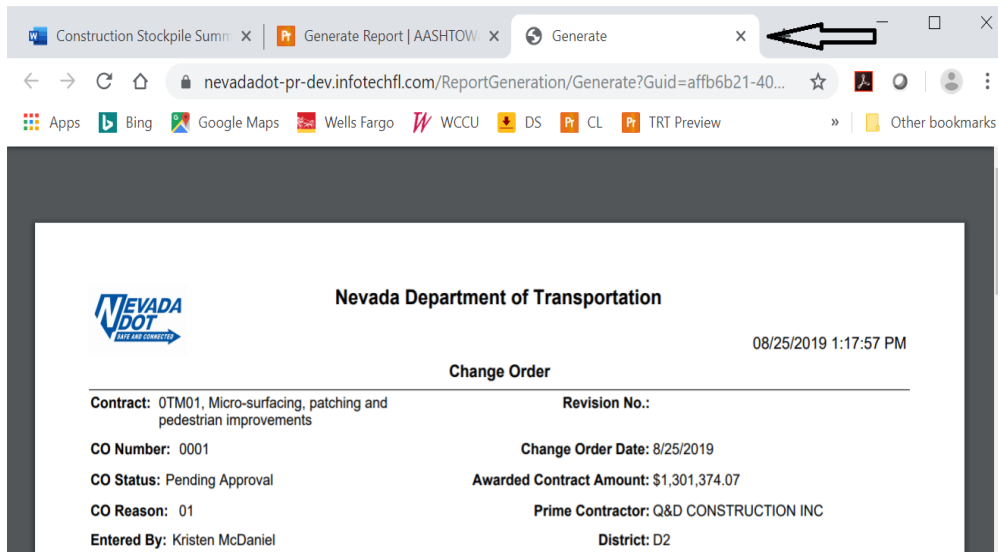 Construction Stockpile Summ
Generate Report | AASHTOW
Generate
nevadadot-pr-dev.infotechfl.com/ReportGeneration/Generate?Guid=affb6b21-40...
Apps Bing Google Maps Wells Fargo WCCU DS CL TRT Preview » Other bookmarks
NEVADA
DOT
SAFE AND CONNECTED
Nevada Department of Transportation
08/25/2019 1:17:57 PM
Change Order
Contract: 0TM01, Micro-surfacing, patching and
pedestrian improvements
Revision No.:
CO Number: 0001
Change Order Date: 8/25/2019
CO Status: Pending Approval
Awarded Contract Amount: $1,301,374.07
CO Reason: 01
Prime Contractor: Q&D CONSTRUCTION INC
Entered By: Kristen McDaniel
District: D2